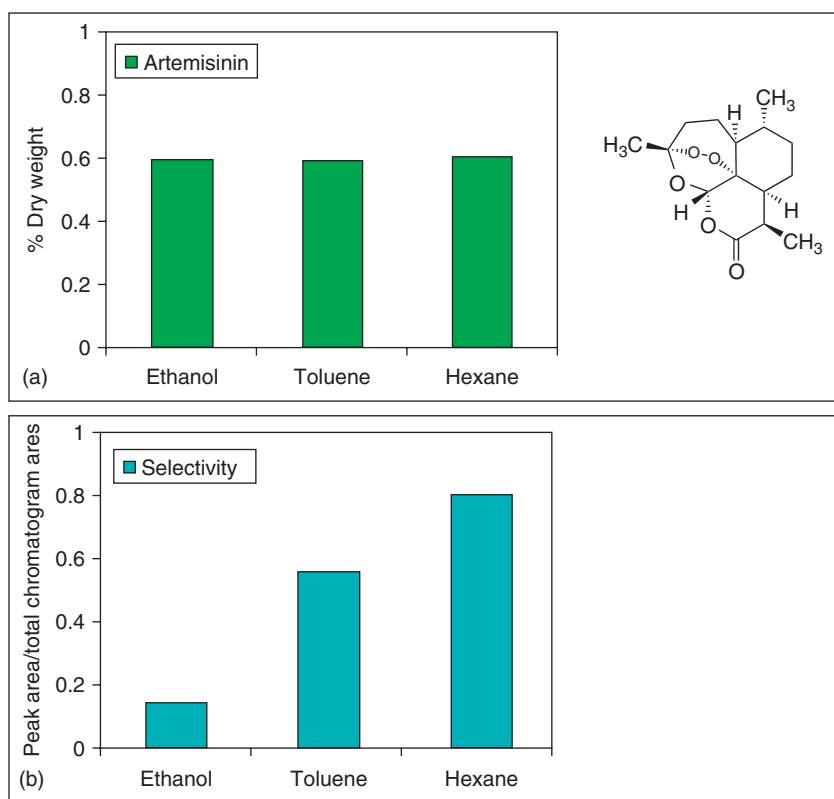 1
Artemisinin
0.8
0.6
0.4
0.2
0
% Dry weight
Ethanol Toluene Hexane
(a)
CH3
H
H3C
O-O
O
H
H
O
CH3
O
1
Selectivity
0.8
0.6
0.4
0.2
0
Peak area/total chromatogram ares
Ethanol Toluene Hexane
(b)